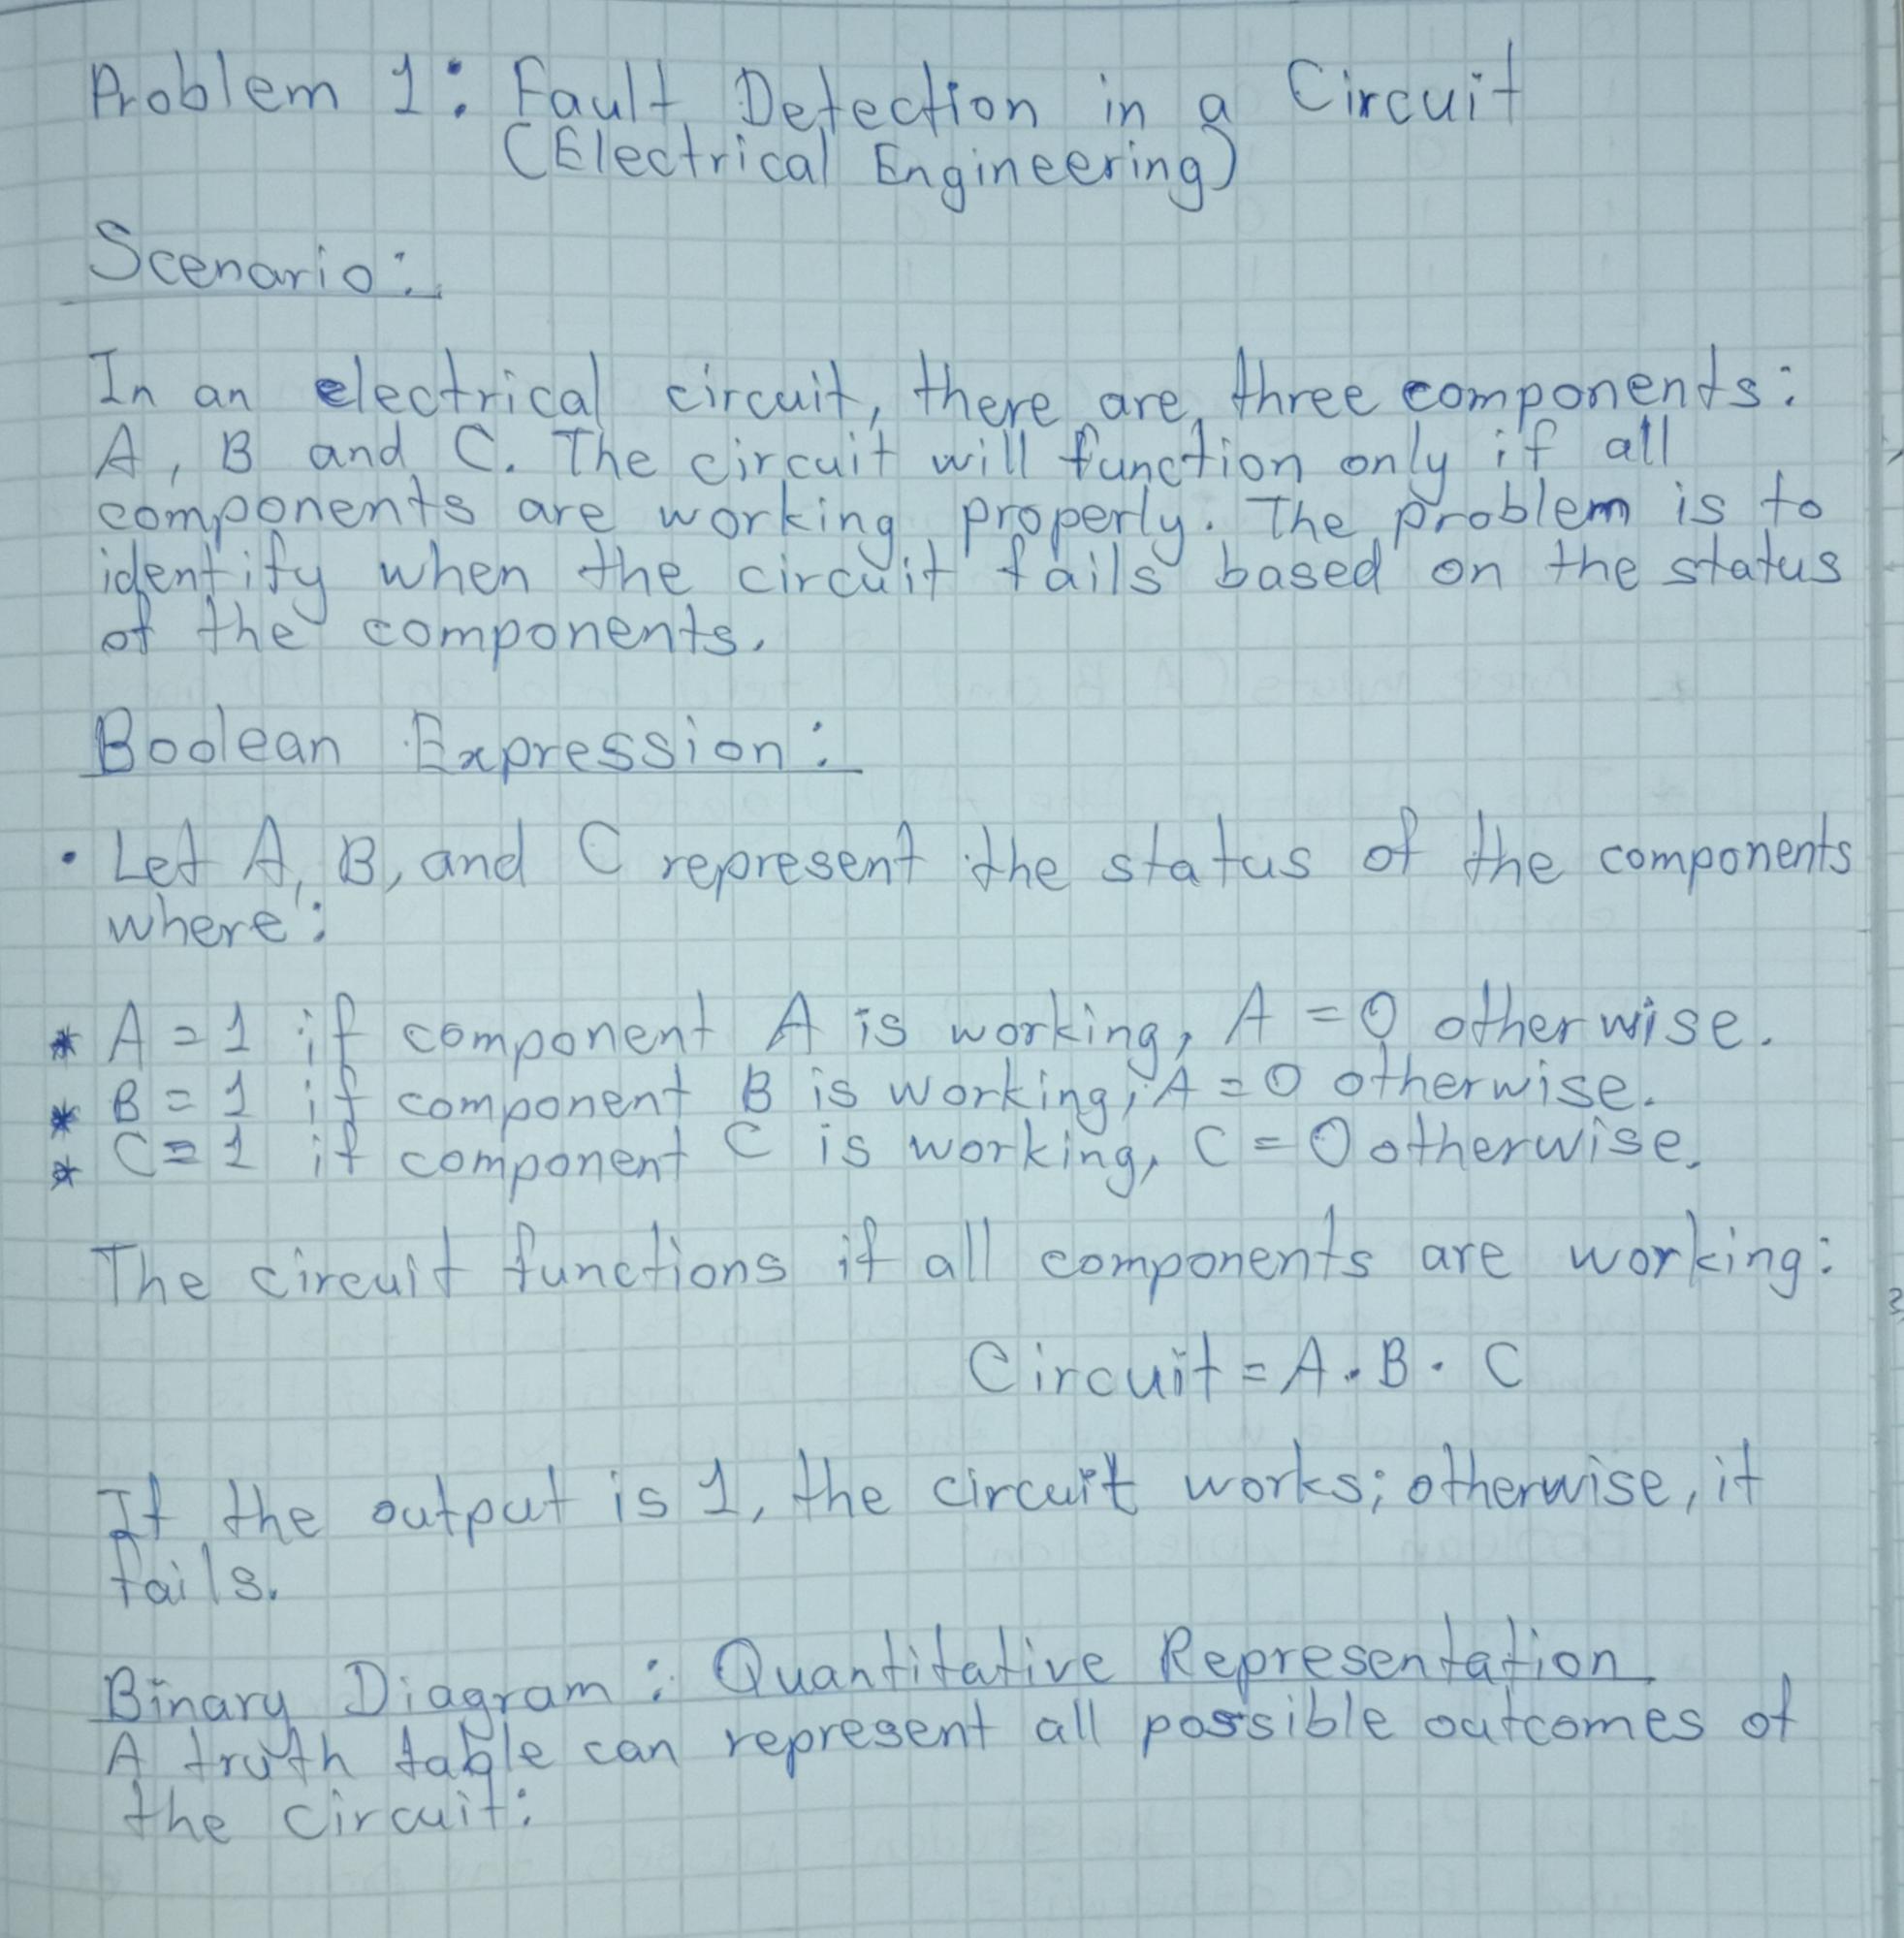 Problem 1: Fault Detection in a Circuit
(Electrical Engineering)
Scenario:
In an electrical circuit, there are three components:
A, B and C. The circuit will function only if all
components are working properly. The problem is to
identify when the circuit fails based on the status
of the components.
Boolean Expression:
• Let A, B, and C represent the status of the components
where:
* A = 1 if component A is working, A = 0 otherwise.
* B = 1 if component B is working, A = 0 otherwise.
* C = 1 if component C is working, C = 0 otherwise.
The circuit functions if all components are working:
Circuit = A . B . C
If the output is 1, the circuit works; otherwise, it
fails.
Binary Diagram: Quantitative Representation
A truth table can represent all possible outcomes of
the circuit: